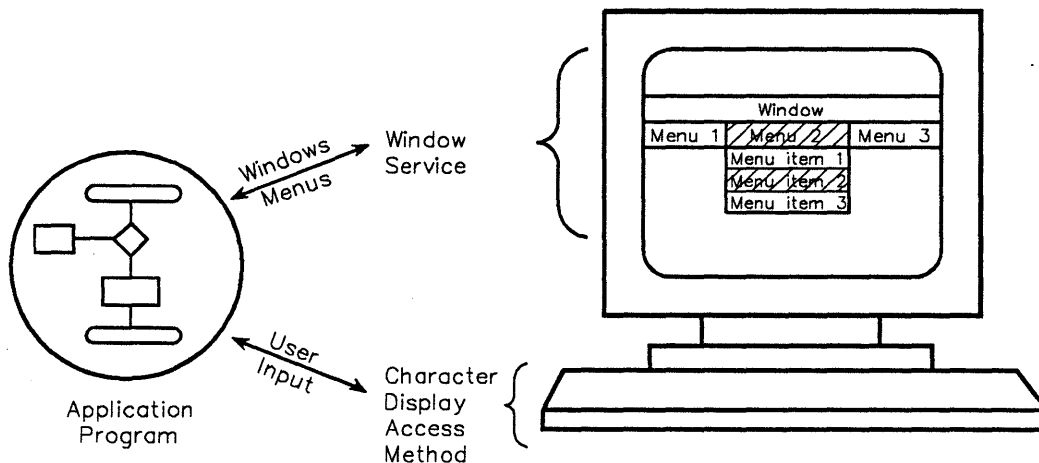 Window
Menu 1 Menu 2 Menu 3
Menu item 1
Menu item 2
Menu item 3
Windows
Menus
Window
Service
User
Input
Character
Display
Access
Method
Application
Program